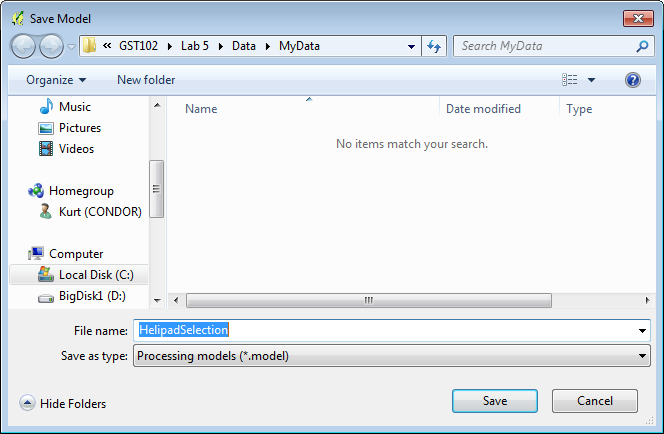 Save Model
« GST102 ▸ Lab 5 ▸ Data ▸ MyData
Search MyData
Organize
New folder
Name
Date modified
Type
Music
Pictures
Videos
Homegroup
Kurt (CONDOR)
Computer
Local Disk (C:)
BigDisk1 (D:)
No items match your search.
File name: HelipadSelection
Save as type: Processing models (*.model)
Hide Folders
Save
Cancel